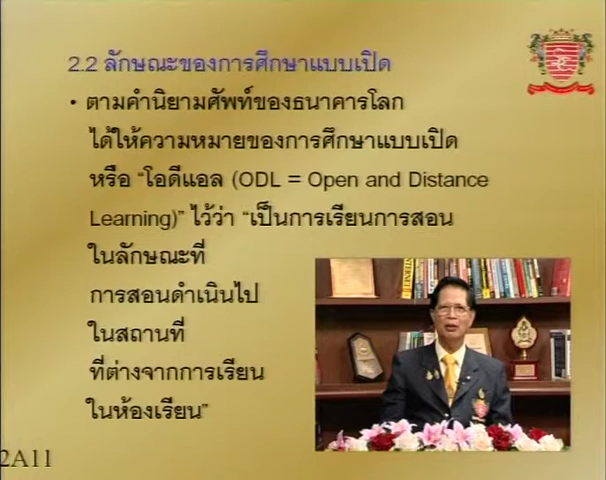 2.2 ลักษณะของการศึกษาแบบเปิด
• ตามคำนิยามศัพท์ของธนาคารโลก
ได้ให้ความหมายของการศึกษาแบบเปิด
หรือ “โอดีแอล (ODL = Open and Distance
Learning)” ไว้ว่า “เป็นการเรียนการสอน
ในลักษณะที่
การสอนดำเนินไป
ในสถานที่
ที่ต่างจากการเรียน
ในห้องเรียน”
INTERNET
2A11